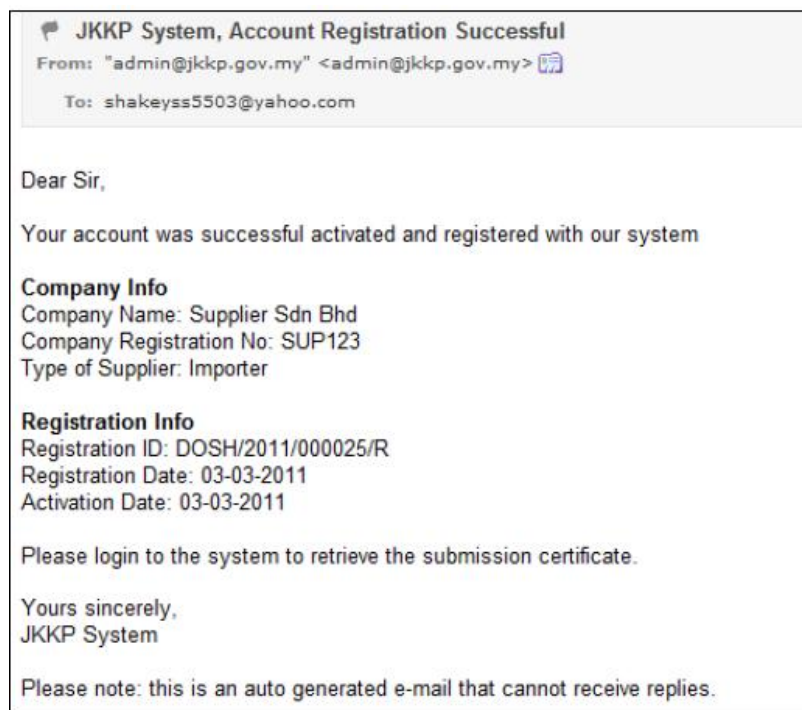 JKKP System, Account Registration Successful
From: "admin@jkkp.gov.my" <admin@jkkp.gov.my>
To: shakeyss5503@yahoo.com
Dear Sir,
Your account was successful activated and registered with our system
Company Info
Company Name: Supplier Sdn Bhd
Company Registration No: SUP123
Type of Supplier: Importer
Registration Info
Registration ID: DOSH/2011/000025/R
Registration Date: 03-03-2011
Activation Date: 03-03-2011
Please login to the system to retrieve the submission certificate.
Yours sincerely,
JKKP System
Please note: this is an auto generated e-mail that cannot receive replies.